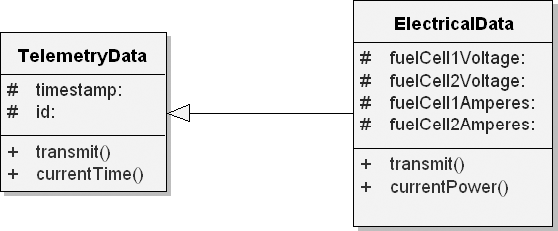 TelemetryData
# timestamp:
# id:
+ transmit()
+ currentTime()
ElectricalData
# fuelCell1Voltage:
# fuelCell2Voltage:
# fuelCell1Amperes:
# fuelCell2Amperes:
+ transmit()
+ currentPower()